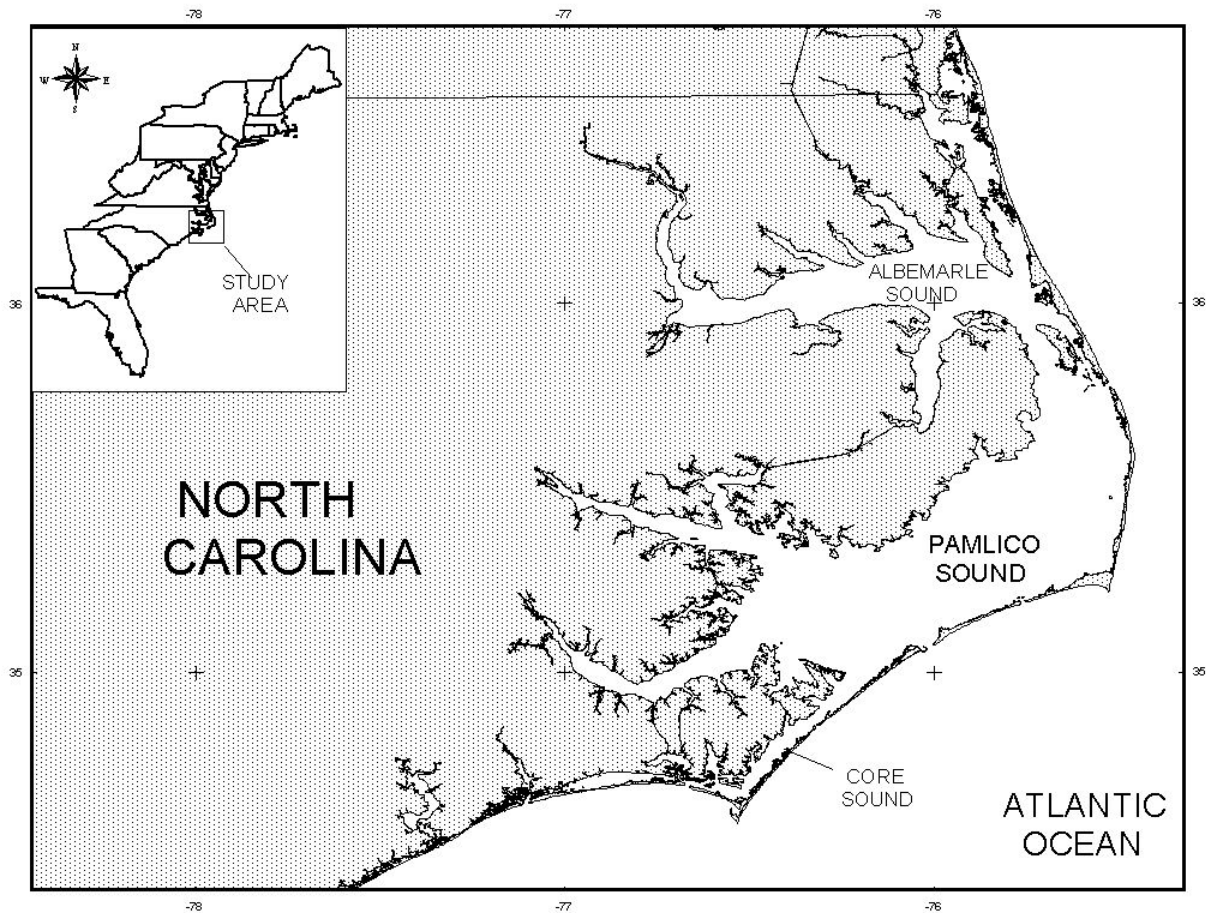 -78
-77
-76
N
W
E
S
STUDY
AREA
ALBEMARLE
SOUND
36
36
NORTH
CAROLINA
PAMLICO
SOUND
35
35
CORE
SOUND
ATLANTIC
OCEAN
-78
-77
-76